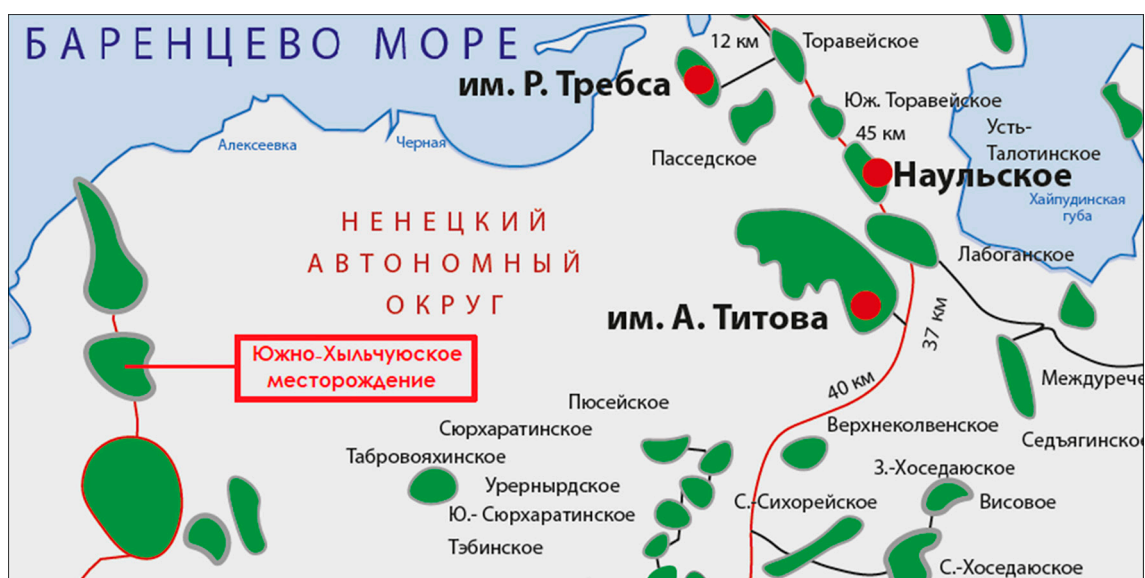 БАРЕНЦЕВО МОРЕ
12 км
Торавейское
им. Р. Требса
Юж. Торавейское
45 км
Усть-
Талотинское
Алексеевка
Черная
Пасседское
Наульское
Хайпудинская
губа
НЕНЕЦКИЙ
АВТОНОМНЫЙ
ОКРУГ
Лабоганское
им. А. Титова
37 км
Южно-Хыльчуюское
месторождение
40 км
Междурече
Пюсейское
Сюрхаратинское
Верхнеколвенское
Седъягинское
Табровояхинское
З.-Хоседаюское
Урернырдское
С.-Сихорейское
Висовое
Ю.- Сюрхаратинское
Тэбинское
С.-Хоседаюское